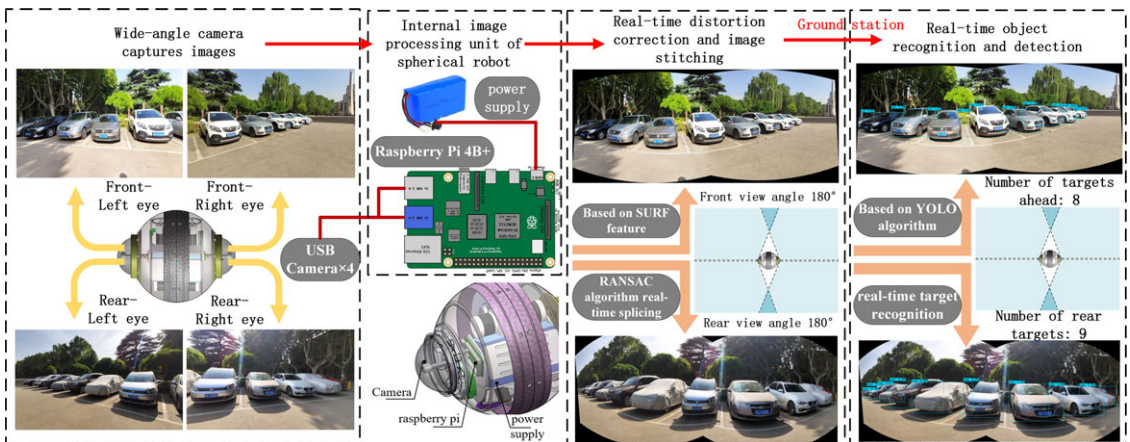 Wide-angle camera
captures images
Front-
Left eye
Front-
Right eye
Rear-
Left eye
Rear-
Right eye
Internal image
processing unit of
spherical robot
power
supply
Raspberry Pi 4B+
USB
Camera×4
Camera
raspberry pi
power
supply
Real-time distortion
correction and image
stitching
Front view angle 180°
Based on SURF
feature
RANSAC
algorithm real-
time splicing
Rear view angle 180°
Ground station
Real-time object
recognition and detection
Number of targets
ahead: 8
Based on YOLO
algorithm
real-time target
recognition
Number of rear
targets: 9